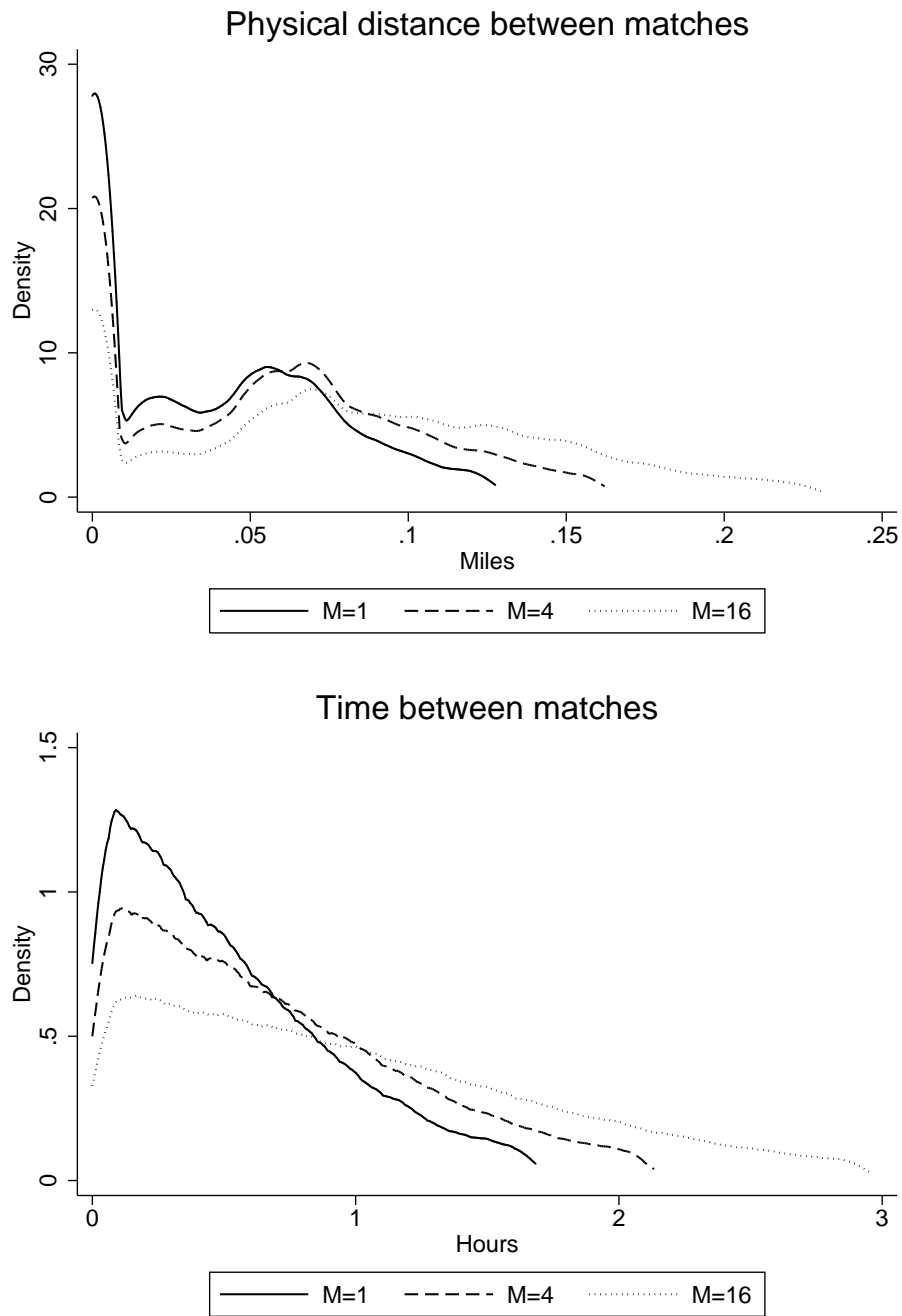 Physical distance between matches
30
20
10
0
Density
0 .05 .1 .15 .2 .25
Miles
M=1 M=4 M=16
Time between matches
1.5
1
.5
0
Density
0 1 2 3
Hours
M=1 M=4 M=16